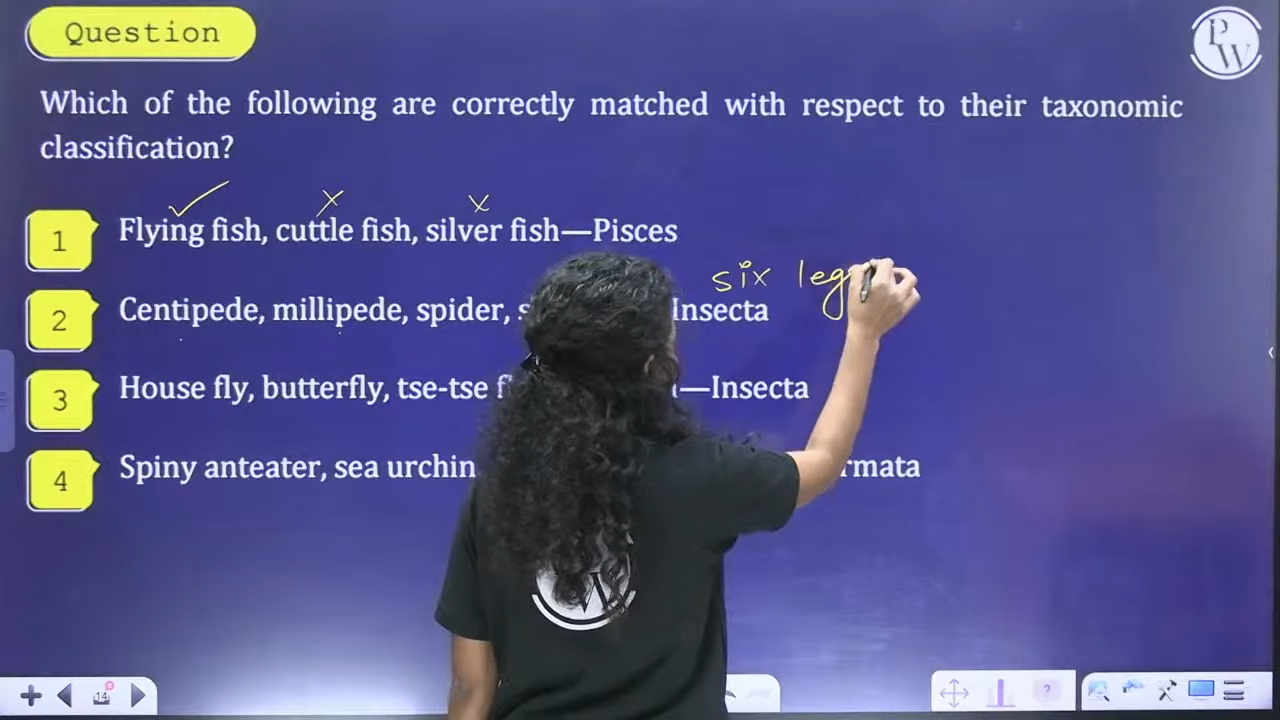 Question
PW
Which of the following are correctly matched with respect to their taxonomic
classification?
1 Flying fish, cuttle fish, silver fish—Pisces
six leg
2 Centipede, millipede, spider, Insecta
3 House fly, butterfly, tse-tse —Insecta
4 Spiny anteater, sea urchin
14